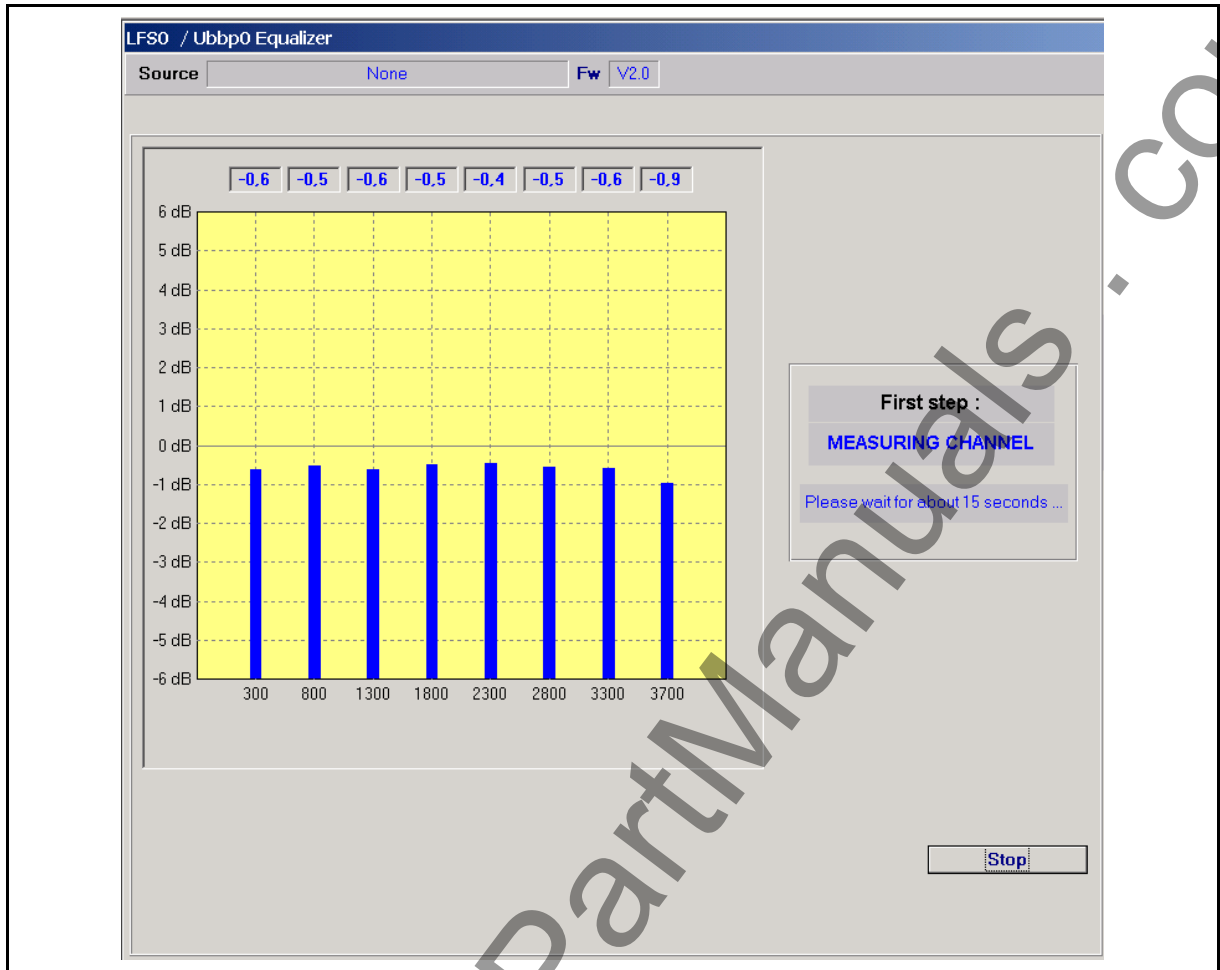 LFS0 / Ubbp0 Equalizer
Source None Fw V2.0
-0,6 -0,5 -0,6 -0,5 -0,4 -0,5 -0,6 -0,9
6 dB
5 dB
4 dB
3 dB
2 dB
1 dB
0 dB
-1 dB
-2 dB
-3 dB
-4 dB
-5 dB
-6 dB
300 800 1300 1800 2300 2800 3300 3700
First step :
MEASURING CHANNEL
Please wait for about 15 seconds ...
Stop
PartManuals . co